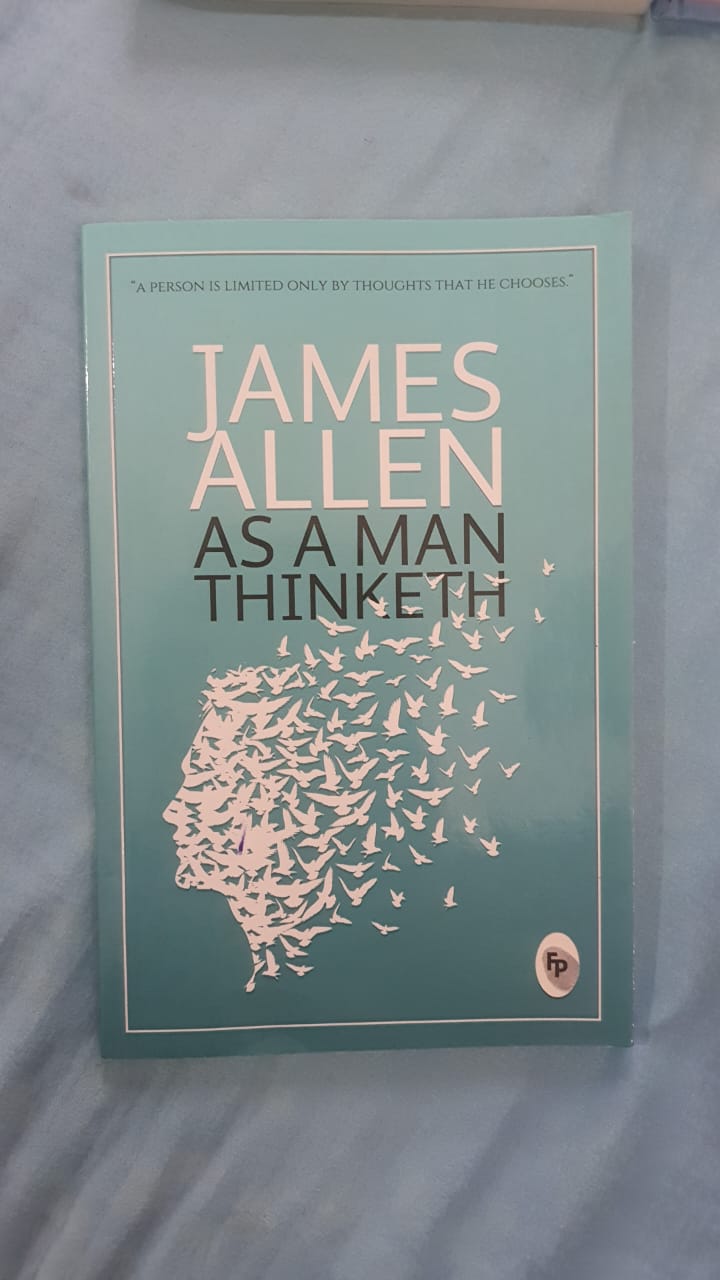 “A PERSON IS LIMITED ONLY BY THOUGHTS THAT HE CHOOSES.”
JAMES
ALLEN
AS A MAN
THINKETH
FP